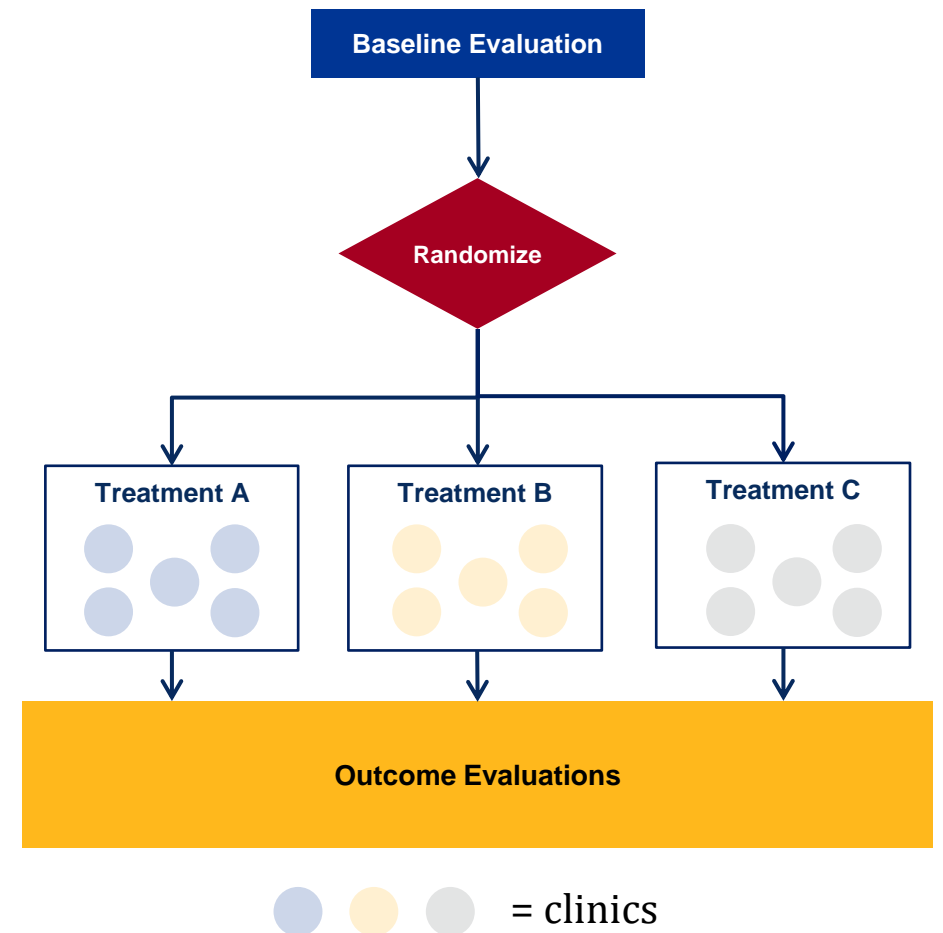 Baseline Evaluation
Randomize
Treatment A
Treatment B
Treatment C
Outcome Evaluations
= clinics